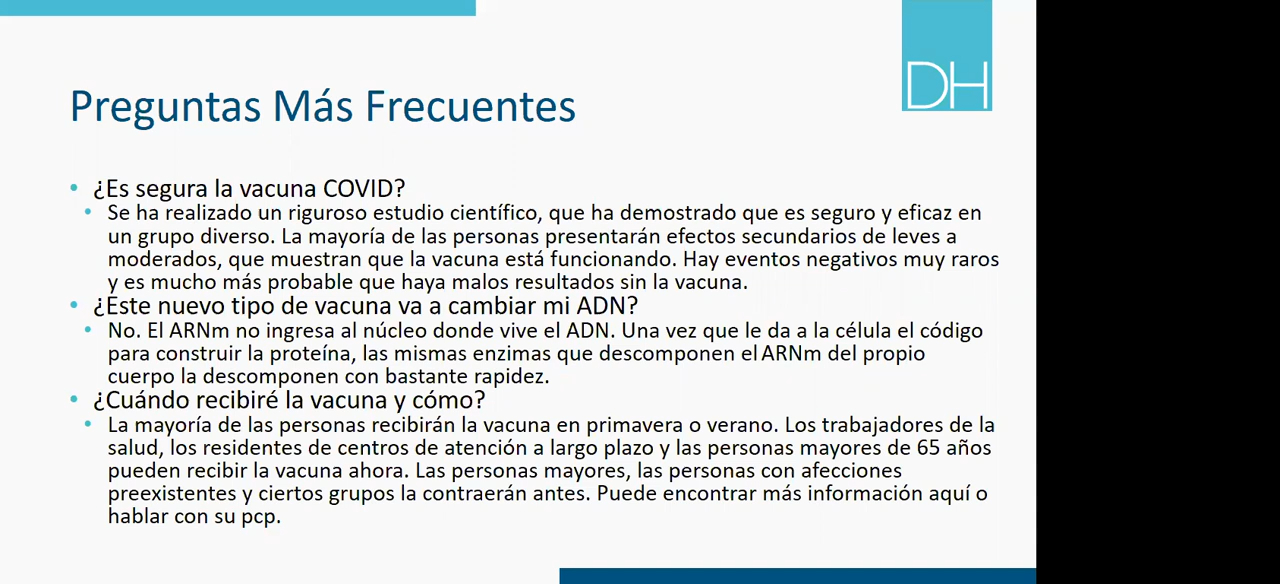 DH
Preguntas Más Frecuentes
• ¿Es segura la vacuna COVID?
• Se ha realizado un riguroso estudio científico, que ha demostrado que es seguro y eficaz en
un grupo diverso. La mayoría de las personas presentarán efectos secundarios de leves a
moderados, que muestran que la vacuna está funcionando. Hay eventos negativos muy raros
y es mucho más probable que haya malos resultados sin la vacuna.
• ¿Este nuevo tipo de vacuna va a cambiar mi ADN?
• No. El ARNm no ingresa al núcleo donde vive el ADN. Una vez que le da a la célula el código
para construir la proteína, las mismas enzimas que descomponen el ARNm del propio
cuerpo la descomponen con bastante rapidez.
• ¿Cuándo recibiré la vacuna y cómo?
• La mayoría de las personas recibirán la vacuna en primavera o verano. Los trabajadores de la
salud, los residentes de centros de atención a largo plazo y las personas mayores de 65 años
pueden recibir la vacuna ahora. Las personas mayores, las personas con afecciones
preexistentes y ciertos grupos la contraerán antes. Puede encontrar más información aquí o
hablar con su pcp.